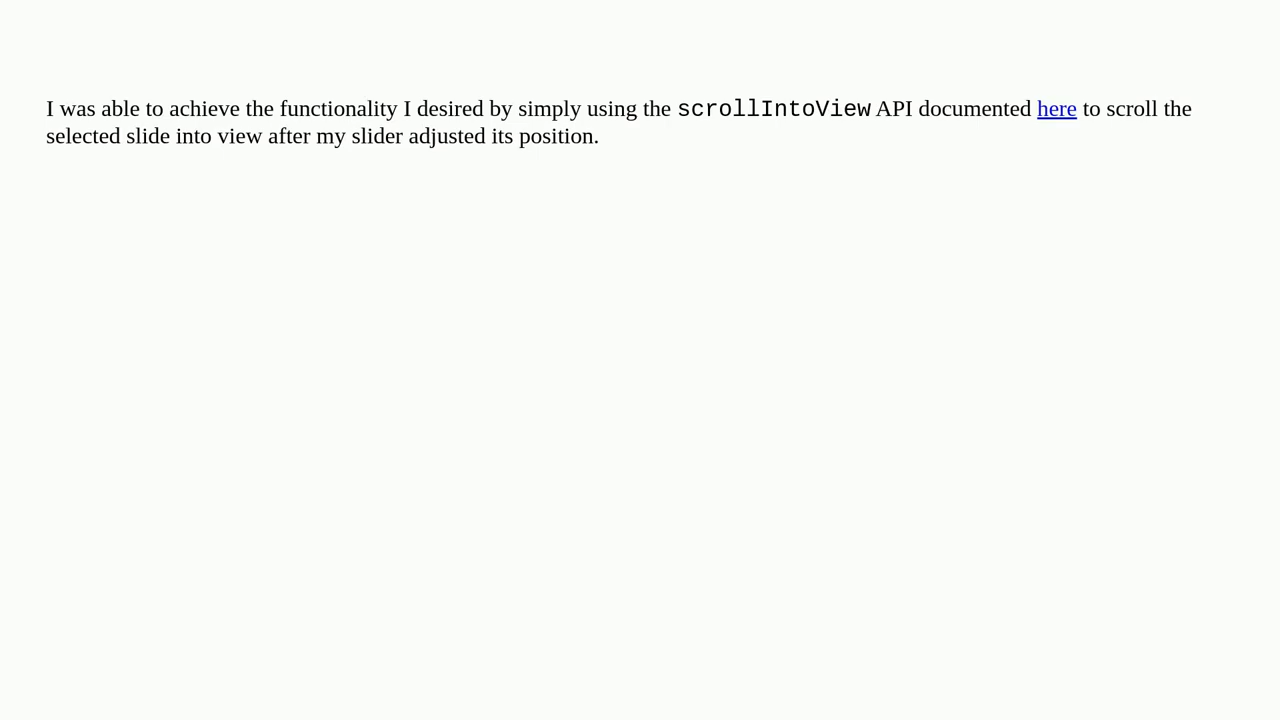 I was able to achieve the functionality I desired by simply using the scrollIntoView API documented here to scroll the
selected slide into view after my slider adjusted its position.